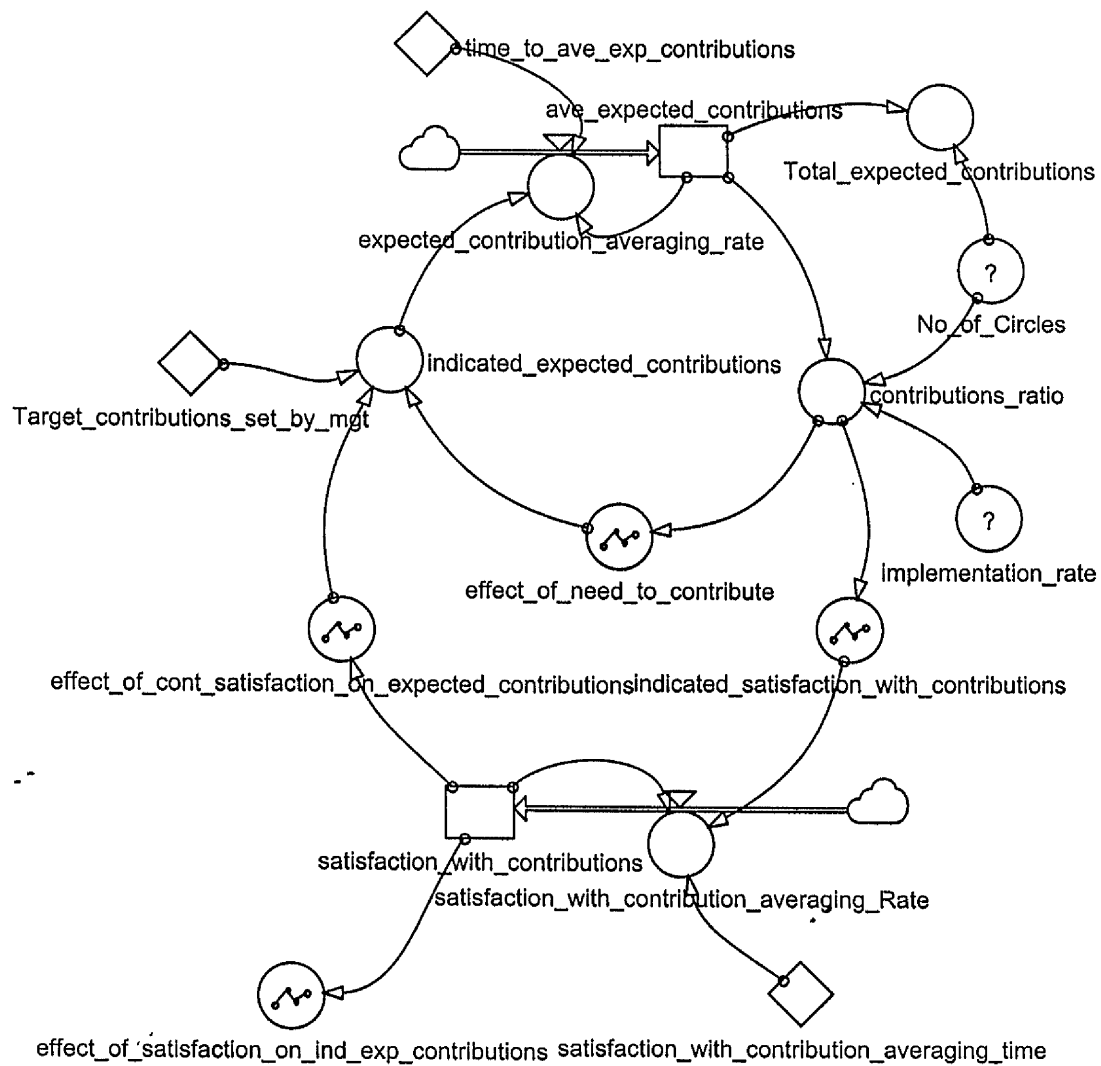 time_to_ave_exp_contributions
ave_expected_contributions
Total_expected_contributions
expected_contribution_averaging_rate
?
No_of_Circles
indicated_expected_contributions
contributions_ratio
Target_contributions_set_by_mgt
?
implementation_rate
effect_of_need_to_contribute
effect_of_cont_satisfaction_on_expected_contributions
indicated_satisfaction_with_contributions
satisfaction_with_contributions
satisfaction_with_contribution_averaging_Rate
effect_of_satisfaction_on_ind_exp_contributions
satisfaction_with_contribution_averaging_time